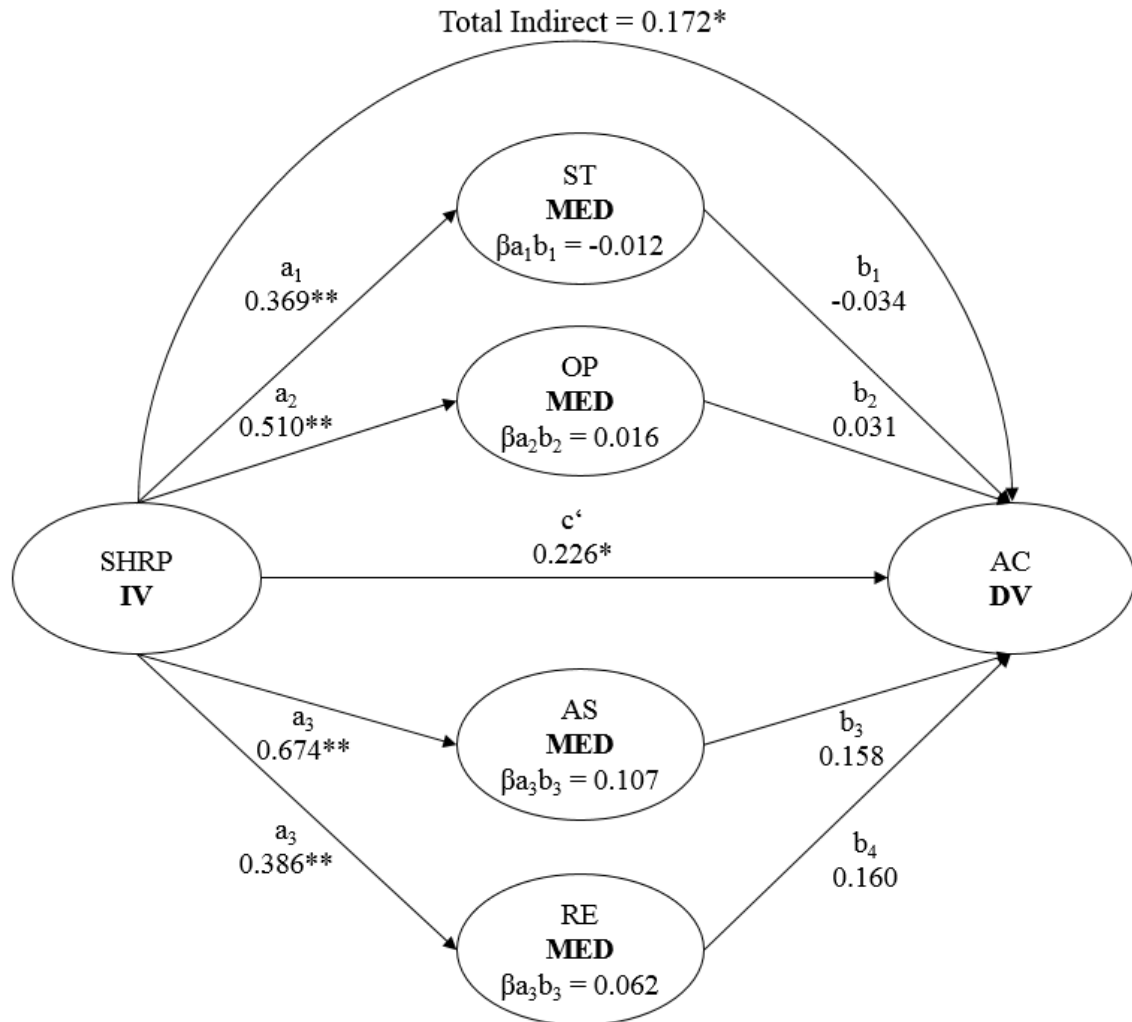 Total Indirect = 0.172*
ST
MED
βa₁b₁ = -0.012
a₁
0.369**
b₁
-0.034
OP
MED
βa₂b₂ = 0.016
a₂
0.510**
b₂
0.031
SHRP
IV
c‘
0.226*
AC
DV
AS
MED
βa₃b₃ = 0.107
a₃
0.674**
b₃
0.158
a₃
0.386**
b₄
0.160
RE
MED
βa₃b₃ = 0.062